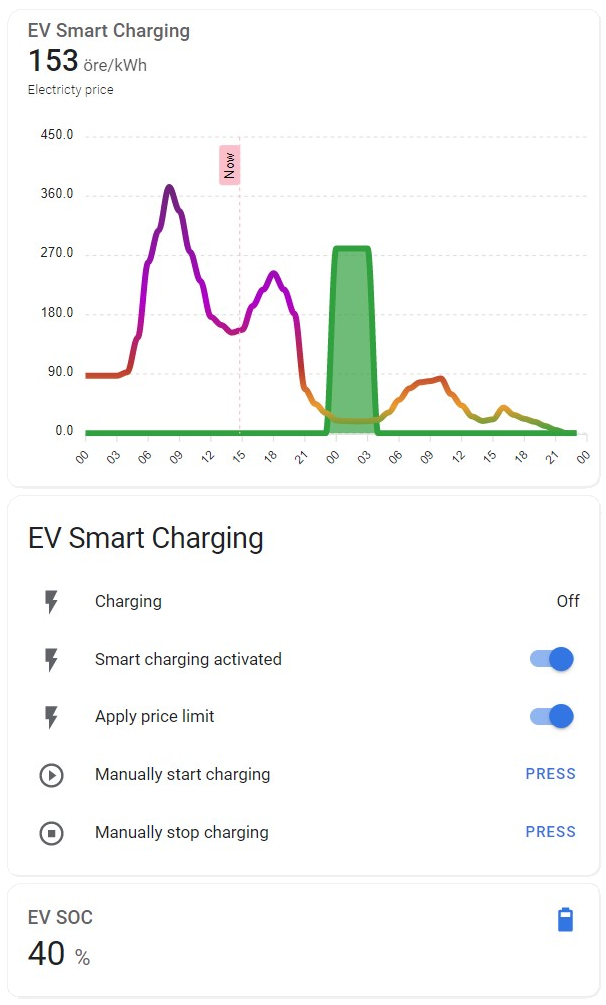 EV Smart Charging
153 öre/kWh
Electricty price
Now
450.0
360.0
270.0
180.0
90.0
0.0
00 03 06 09 12 15 18 21 00 03 06 09 12 15 18 21 00
EV Smart Charging
Charging Off
Smart charging activated
Apply price limit
Manually start charging PRESS
Manually stop charging PRESS
EV SOC
40 %